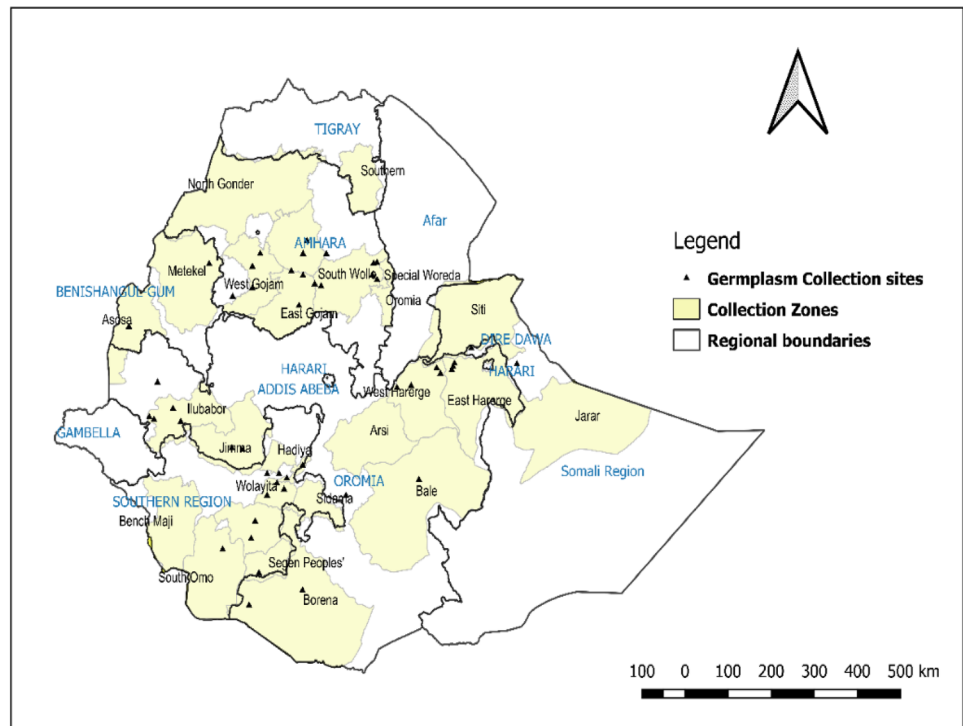 TIGRAY
Southern
North Gonder
Afar
AMHARA
Metekel
South Wollo
Special Woreda
West Gojam
BENISHANGUL GUM
Oromia
Asosa
East Gojam
Siti
DIRE DAWA
HARARI
HARARI
ADDIS ABEBA
West Harerge
East Harerge
Ilubabor
Jarar
GAMBELLA
Arsi
Jimma
Hadiya
Somali Region
OROMIA
Wolayita
Bale
Sidama
SOUTHERN REGION
Bench Maji
Segen Peoples'
South Omo
Borena
Legend
Germplasm Collection sites
Collection Zones
Regional boundaries
100 0 100 200 300 400 500 km